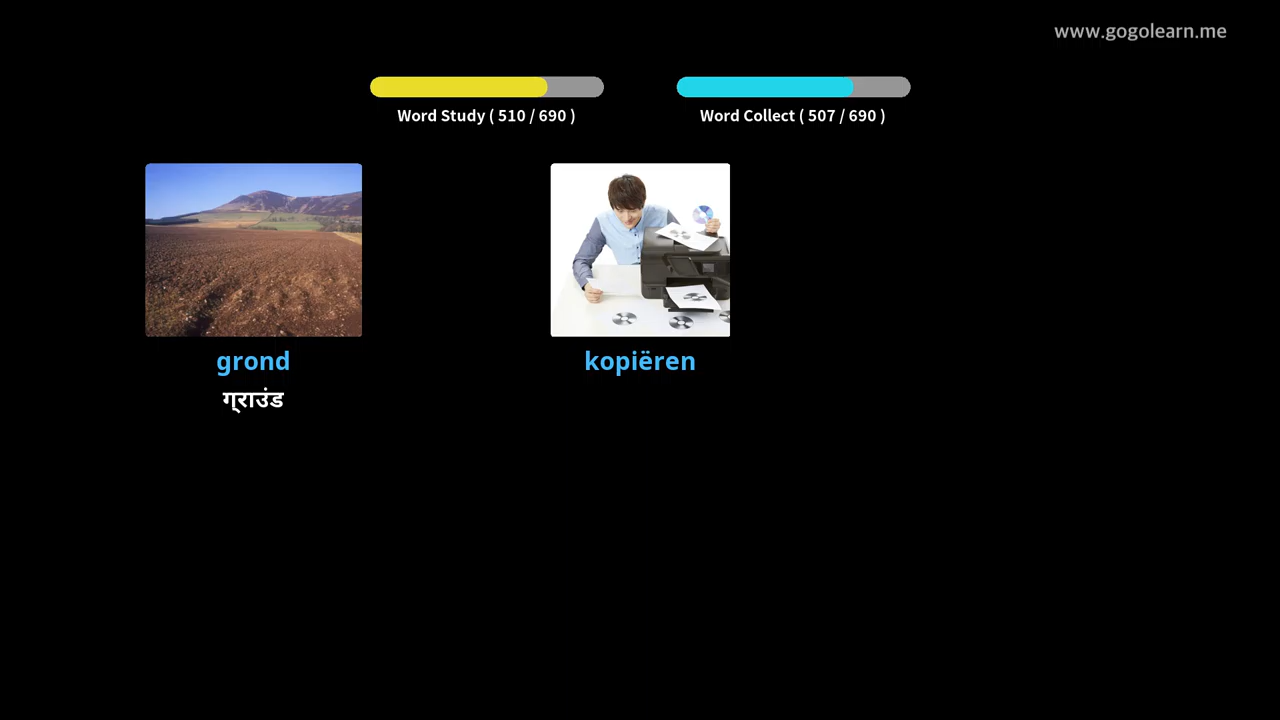 www.gogolearn.me
Word Study ( 510 / 690 )
Word Collect ( 507 / 690 )
grond
kopiëren
ग्राउंड